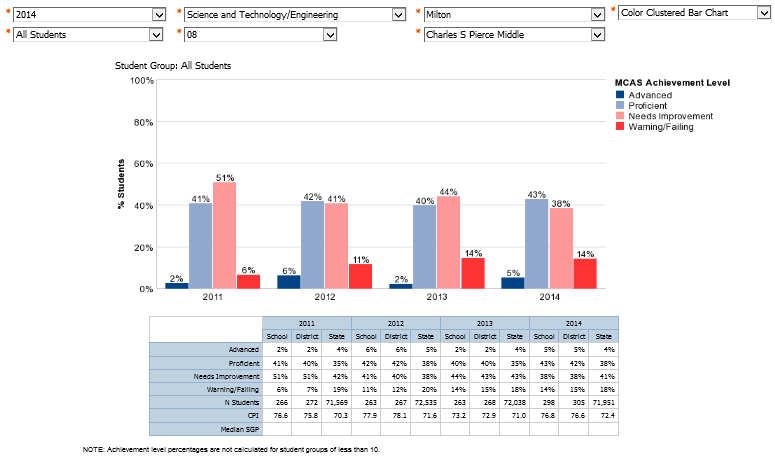 * 2014 * Science and Technology/Engineering * Milton * Color Clustered Bar Chart
* All Students * 08 * Charles S Pierce Middle
Student Group: All Students
100%
80%
60%
40%
20%
0%
% Students
2% 41% 51% 6%
6% 42% 41% 11%
2% 40% 44% 14%
5% 43% 38% 14%
2011 2012 2013 2014
MCAS Achievement Level
Advanced
Proficient
Needs Improvement
Warning/Failing
2011 2012 2013 2014
School District State School District State School District State School District State
Advanced 2% 2% 4% 6% 6% 5% 2% 2% 4% 5% 5% 4%
Proficient 41% 40% 35% 42% 42% 38% 40% 40% 35% 43% 42% 38%
Needs Improvement 51% 51% 42% 41% 40% 38% 44% 43% 43% 38% 38% 41%
Warning/Failing 6% 7% 19% 11% 12% 20% 14% 15% 18% 14% 15% 18%
N Students 266 272 71,569 263 267 72,535 263 268 72,038 298 305 71,951
CPI 76.6 75.8 70.3 77.9 78.1 71.6 73.2 72.9 71.0 76.8 76.6 72.4
Median SGP
NOTE: Achievement level percentages are not calculated for student groups of less than 10.